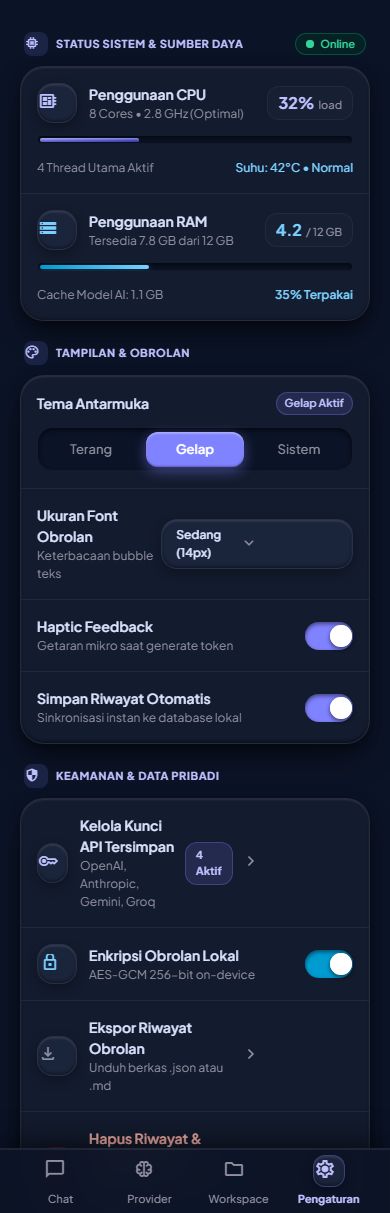 STATUS SISTEM & SUMBER DAYA
Online
Penggunaan CPU
8 Cores • 2.8 GHz (Optimal)
32% load
4 Thread Utama Aktif
Suhu: 42°C • Normal
Penggunaan RAM
Tersedia 7.8 GB dari 12 GB
4.2 / 12 GB
Cache Model AI: 1.1 GB
35% Terpakai
TAMPILAN & OBROLAN
Tema Antarmuka
Gelap Aktif
Terang
Gelap
Sistem
Ukuran Font
Obrolan
Keterbacaan bubble
teks
Sedang
(14px)
Haptic Feedback
Getaran mikro saat generate token
Simpan Riwayat Otomatis
Sinkronisasi instan ke database lokal
KEAMANAN & DATA PRIBADI
Kelola Kunci
API Tersimpan
OpenAI,
Anthropic,
Gemini, Groq
4
Aktif
Enkripsi Obrolan Lokal
AES-GCM 256-bit on-device
Ekspor Riwayat
Obrolan
Unduh berkas .json atau
.md
Hapus Riwayat &
Chat
Provider
Workspace
Pengaturan